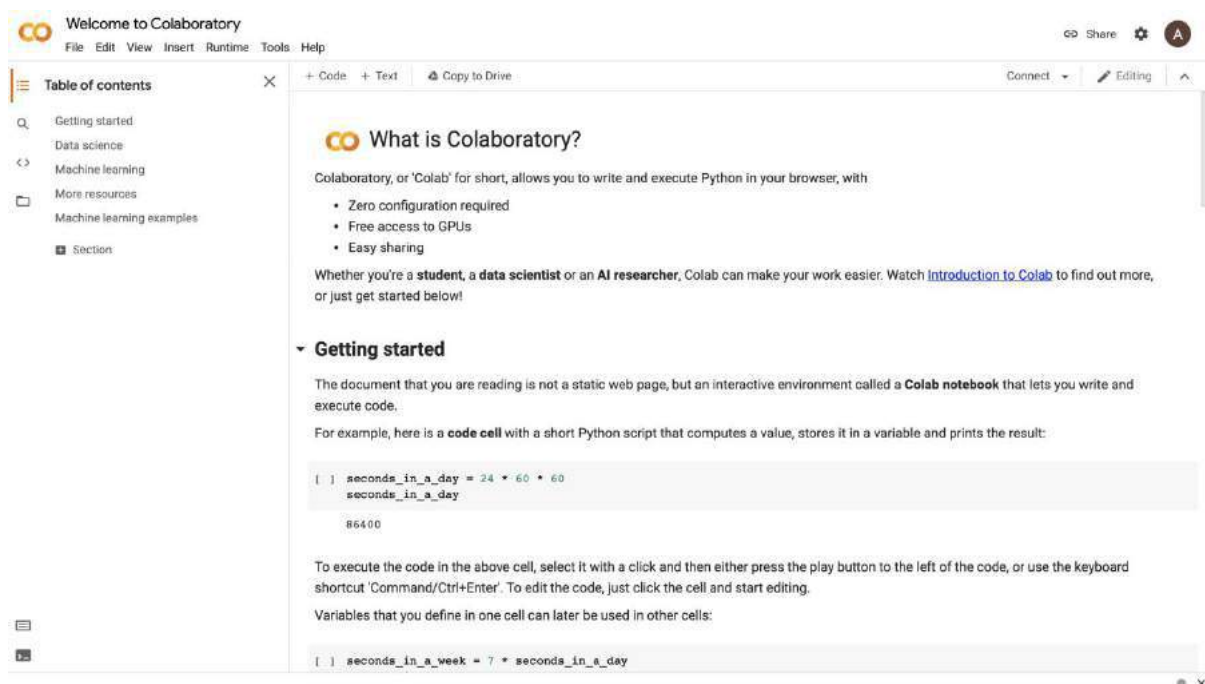 Welcome to Colaboratory
File Edit View Insert Runtime Tools Help
Share
A
Table of contents
Getting started
Data science
Machine learning
More resources
Machine learning examples
Section
+ Code + Text Copy to Drive
Connect
Editing
CO What is Colaboratory?
Colaboratory, or 'Colab' for short, allows you to write and execute Python in your browser, with
• Zero configuration required
• Free access to GPUs
• Easy sharing
Whether you're a student, a data scientist or an AI researcher, Colab can make your work easier. Watch Introduction to Colab to find out more,
or just get started below!
Getting started
The document that you are reading is not a static web page, but an interactive environment called a Colab notebook that lets you write and
execute code.
For example, here is a code cell with a short Python script that computes a value, stores it in a variable and prints the result:
[ ] seconds_in_a_day = 24 * 60 * 60
seconds_in_a_day
86400
To execute the code in the above cell, select it with a click and then either press the play button to the left of the code, or use the keyboard
shortcut 'Command/Ctrl+Enter'. To edit the code, just click the cell and start editing.
Variables that you define in one cell can later be used in other cells:
[ ] seconds_in_a_week = 7 * seconds_in_a_day